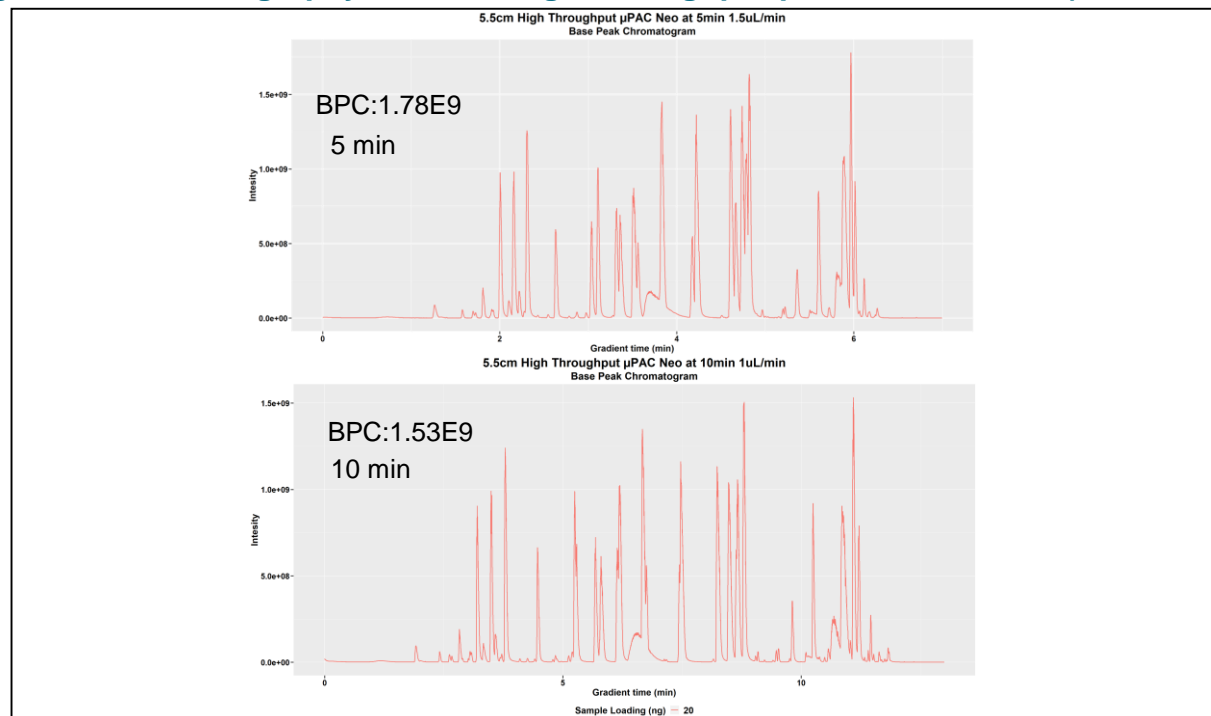 5.5cm High Throughput µPAC Neo at 5min 1.5uL/min
Base Peak Chromatogram
BPC:1.78E9
5 min
1.5e+09
1.0e+09
5.0e+08
0.0e+00
Intesity
0 2 4 6
Gradient time (min)
5.5cm High Throughput µPAC Neo at 10min 1uL/min
Base Peak Chromatogram
BPC:1.53E9
10 min
1.5e+09
1.0e+09
5.0e+08
0.0e+00
Intesity
0 5 10
Gradient time (min)
Sample Loading (ng) 20